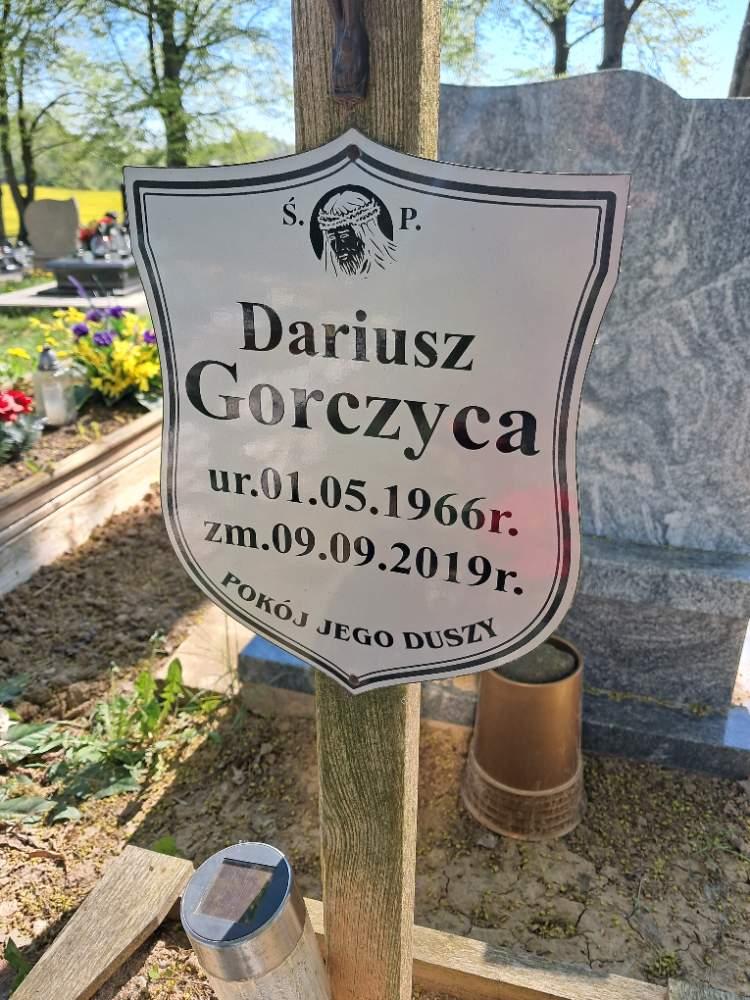 Ś. P.
Dariusz
Gorczyca
ur.01.05.1966r.
zm.09.09.2019r.
POKÓJ JEGO DUSZY